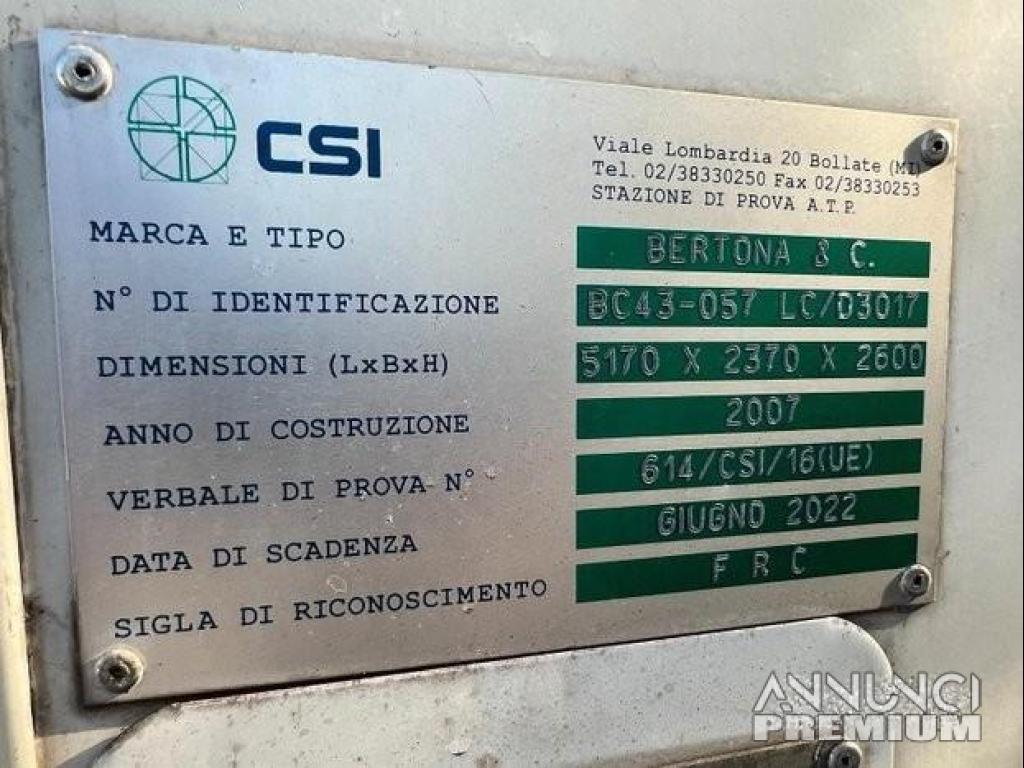 CSI
Viale Lombardia 20 Bollate (MI)
Tel. 02/38330250 Fax 02/38330253
STAZIONE DI PROVA A.T.P.
MARCA E TIPO BERTONA & C.
N° DI IDENTIFICAZIONE BC43-057 LC/D3017
DIMENSIONI (LxBxH) 5170 X 2370 X 2600
ANNO DI COSTRUZIONE 2007
VERBALE DI PROVA N° 614/CSI/16(UE)
DATA DI SCADENZA GIUGNO 2022
SIGLA DI RICONOSCIMENTO F R C
ANNUNCI
PREMIUM